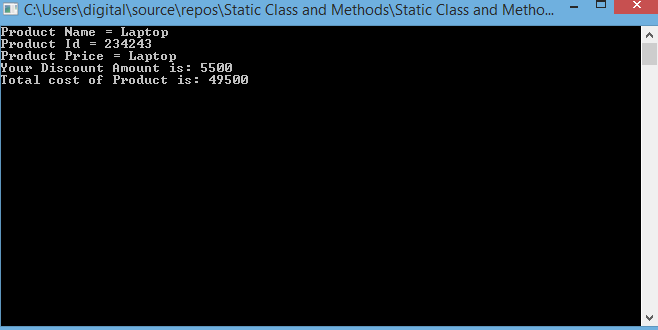 C:\Users\digital\source\repos\Static Class and Methods\Static Class and Metho...
Product Name = Laptop
Product Id = 234243
Product Price = Laptop
Your Discount Amount is: 5500
Total cost of Product is: 49500